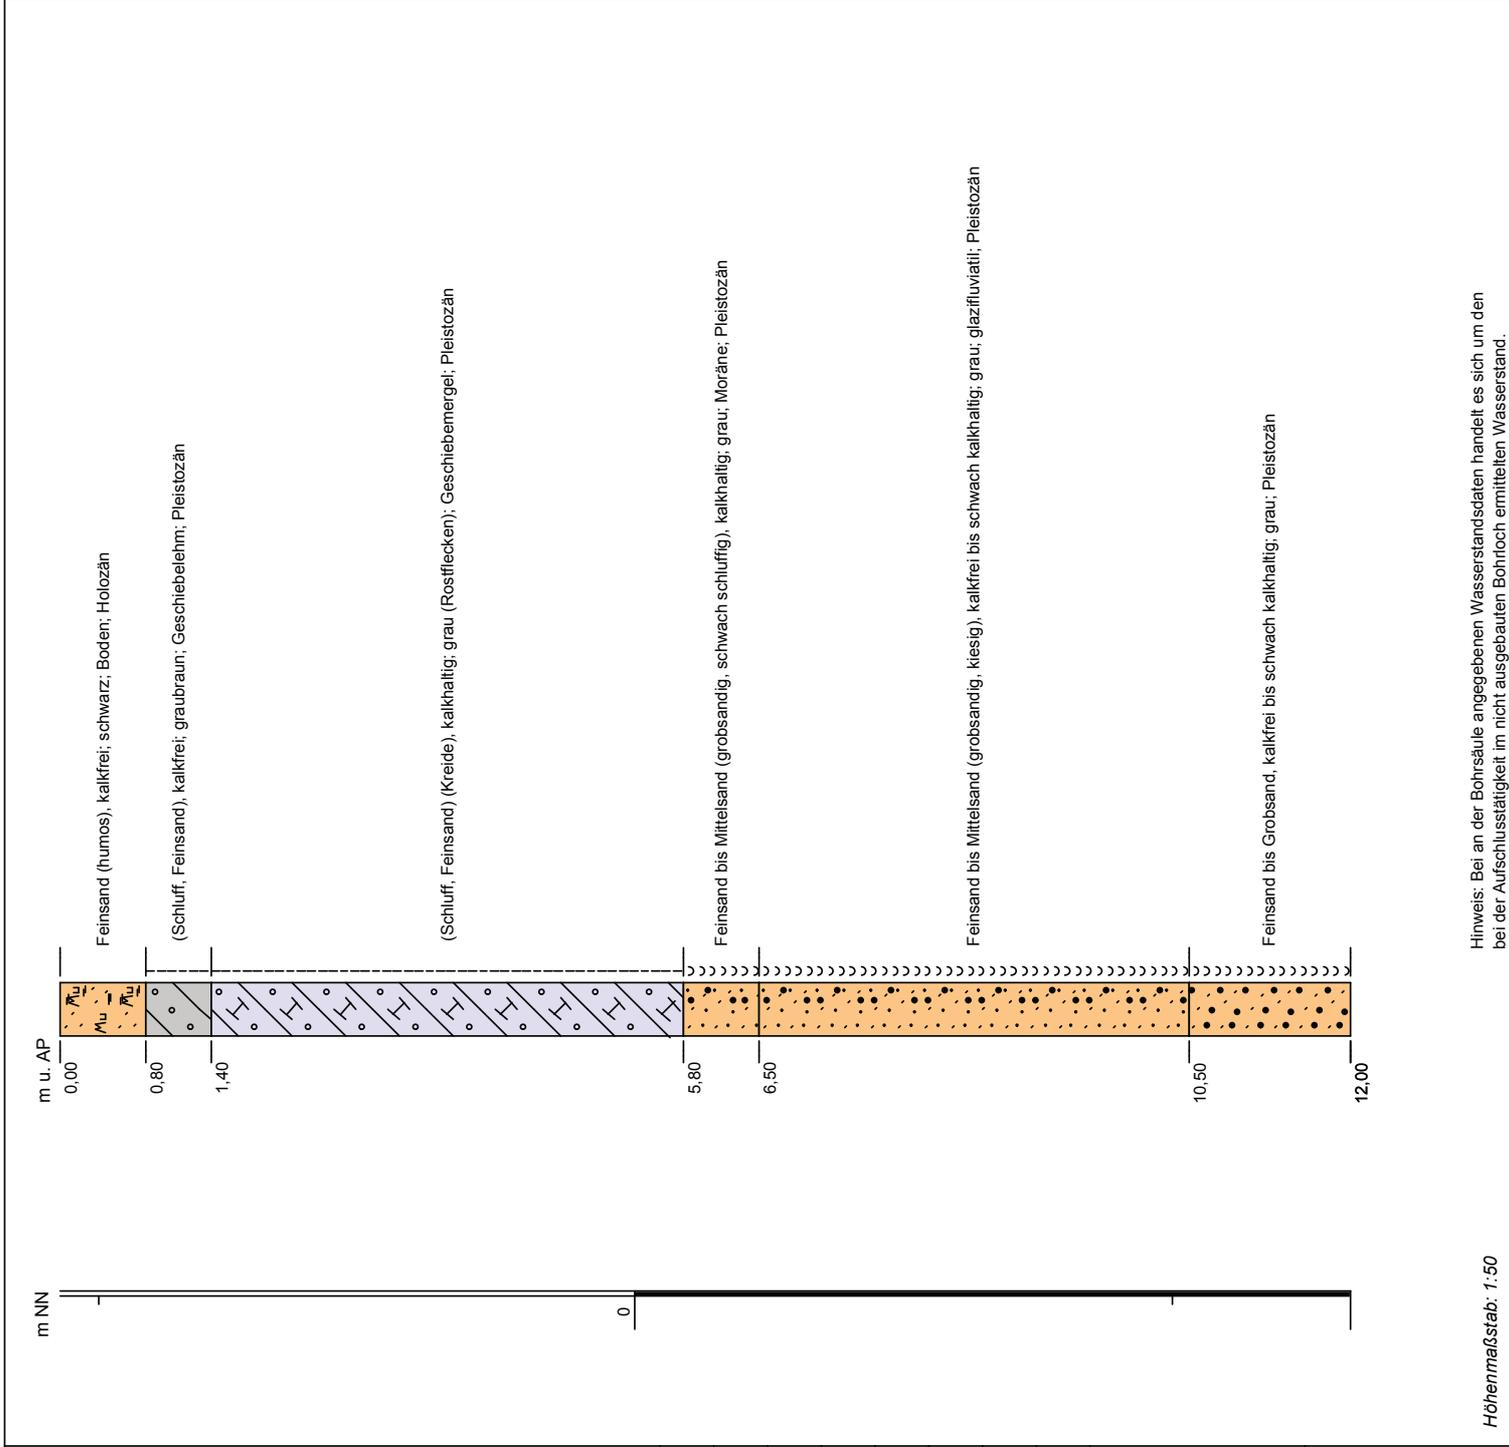 m NN
m u. AP
0,00
Feinsand (humos), kalkfrei; schwarz; Boden; Holozän
Mu
Mu
Mu
0,80
(Schluff, Feinsand), kalkfrei; graubraun; Geschiebelehm; Pleistozän
1,40
(Schluff, Feinsand) (Kreide), kalkhaltig; grau (Rostflecken); Geschiebemergel; Pleistozän
0
5,80
Feinsand bis Mittelsand (grobsandig, schwach schluffig), kalkhaltig; grau; Moräne; Pleistozän
6,50
Feinsand bis Mittelsand (grobsandig, kiesig), kalkfrei bis schwach kalkhaltig; grau; glazifluviatil; Pleistozän
10,50
Feinsand bis Grobsand, kalkfrei bis schwach kalkhaltig; grau; Pleistozän
12,00
Höhenmaßstab: 1:50
Hinweis: Bei an der Bohrsäule angegebenen Wasserstandsdaten handelt es sich um den
bei der Aufschlusstätigkeit im nicht ausgebauten Bohrloch ermittelten Wasserstand.